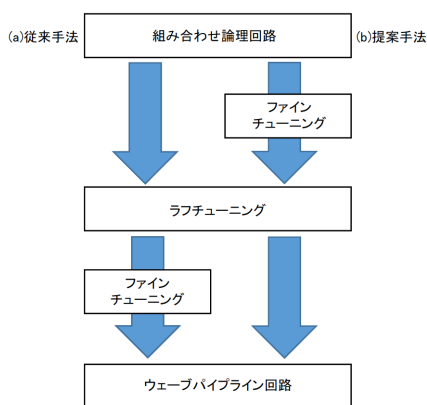 (a)従来手法
組み合わせ論理回路
(b)提案手法
ファイン
チューニング
ラフチューニング
ファイン
チューニング
ウェーブパイプライン回路